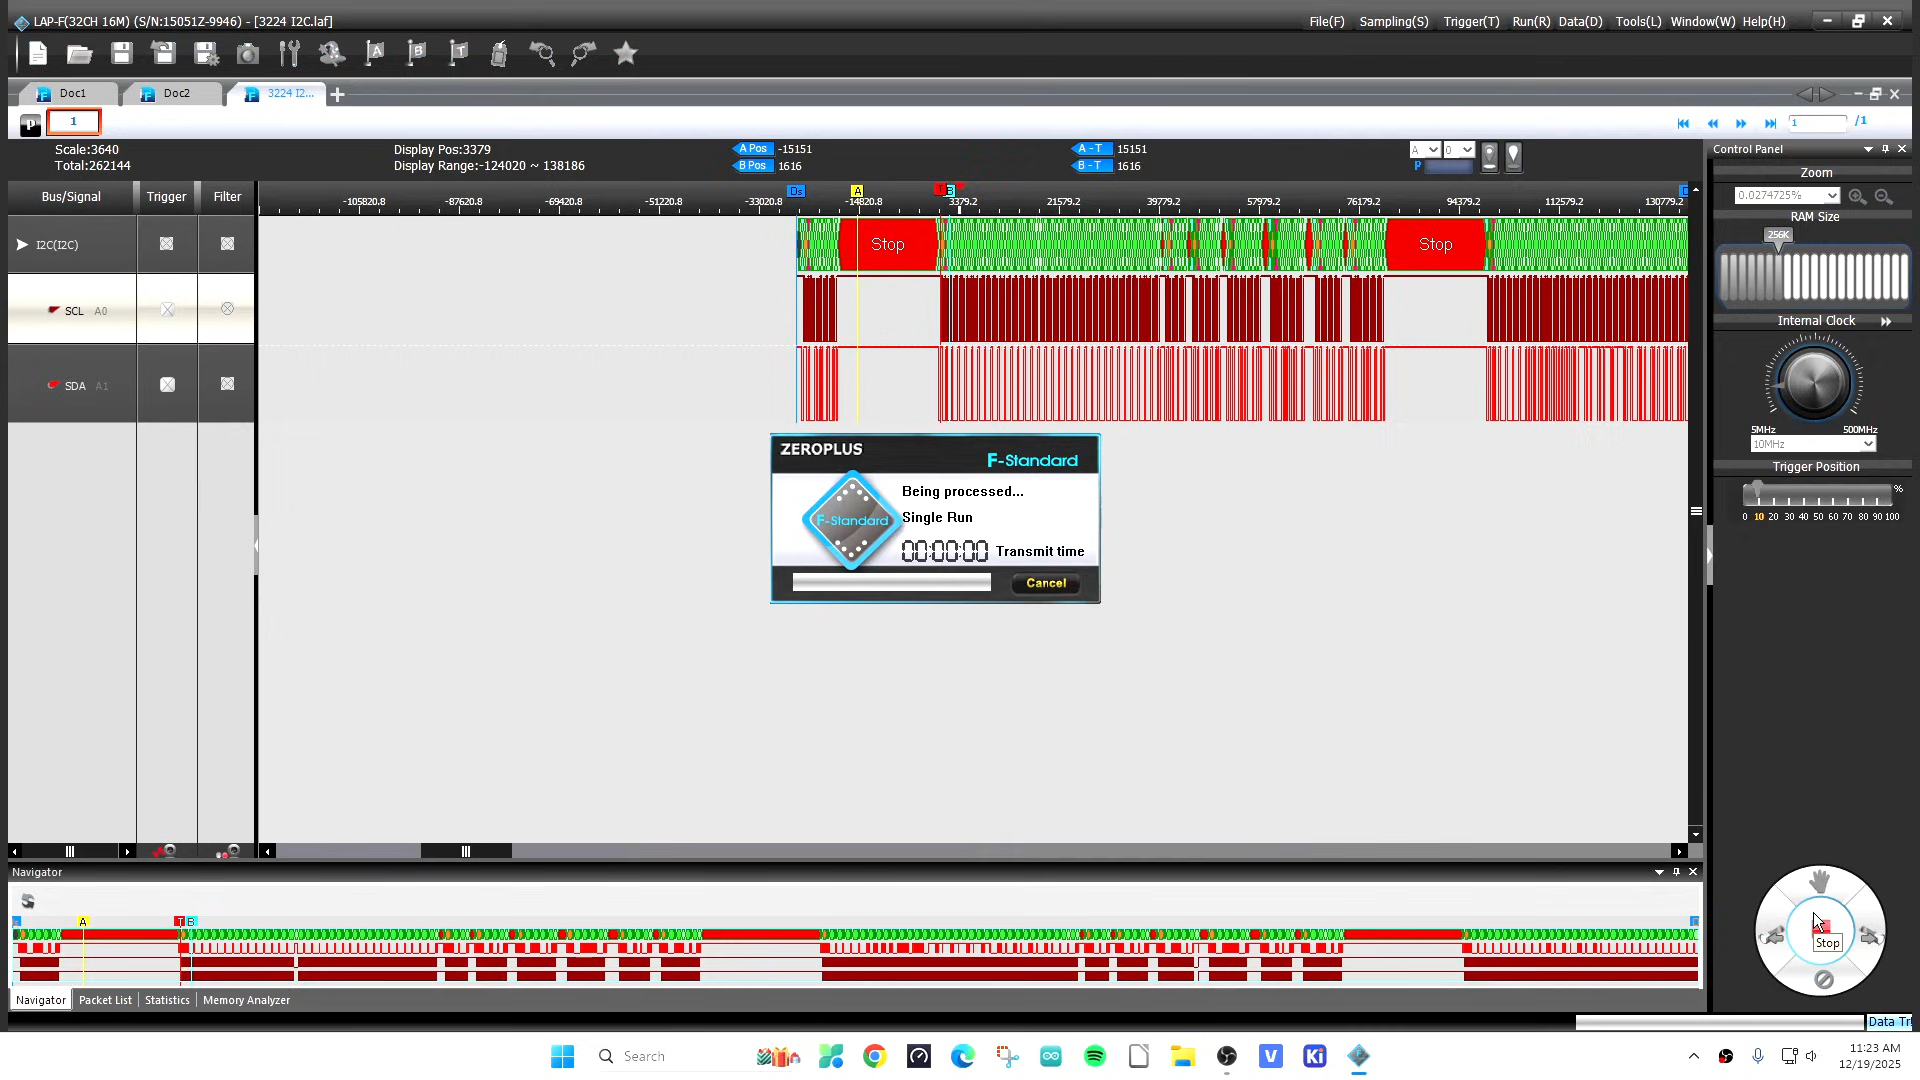 LAP-F(32CH 16M) (S/N:15051Z-9946) - [3224 I2C.laf]
File(F) Sampling(S) Trigger(T) Run(R) Data(D) Tools(L) Window(W) Help(H)
A B T
Doc1 Doc2 3224 I2... +
P 1 1 /1
Scale:3640 Display Pos:3379 A Pos -15151 A - T 15151 A 0
Total:262144 Display Range:-124020 ~ 138186 B Pos 1616 B - T 1616 P
Control Panel
Zoom
0.0274725%
RAM Size
256K
Internal Clock
5MHz 500MHz
10MHz
Trigger Position
%
0 10 20 30 40 50 60 70 80 90 100
Bus/Signal Trigger Filter
Ds A T B D
-105820.8 -87620.8 -69420.8 -51220.8 -33020.8 -14820.8 3379.2 21579.2 39779.2 57979.2 76179.2 94379.2 112579.2 130779.2
I2C(I2C) Stop Stop
SCL A0
SDA A1
ZEROPLUS
F-Standard
Being processed...
F-Standard
Single Run
00:00:00 Transmit time
Cancel
Navigator
A T B
Stop
Navigator Packet List Statistics Memory Analyzer
Data Tr
Search
V Ki
11:23 AM
12/19/2025